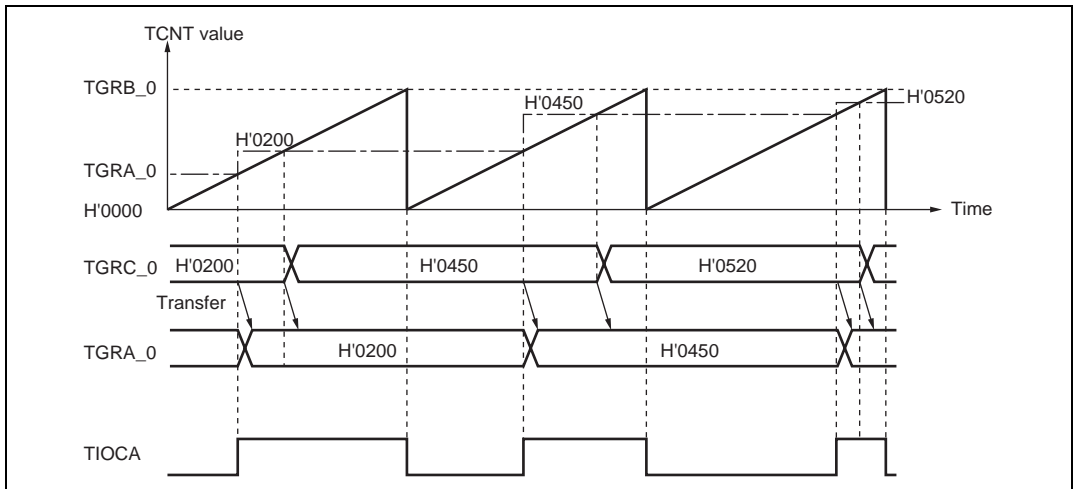 TCNT value
TGRB_0
H'0520
H'0450
H'0200
TGRA_0
H'0000
Time
TGRC_0
H'0200
H'0450
H'0520
Transfer
TGRA_0
H'0200
H'0450
TIOCA